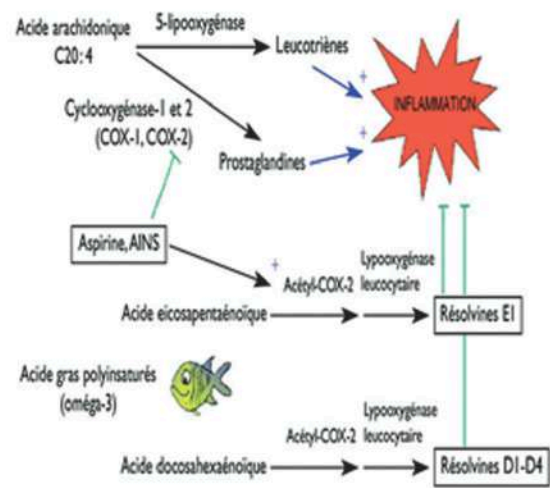 Acide arachidonique
C20:4
5-lipooxygénase
Leucotriènes
+
INFLAMMATION
Cyclooxygénase-1 et 2
(COX-1, COX-2)
+
Prostaglandines
Aspirine, AINS
+
Acétyl-COX-2
Lypooxygénase
leucocytaire
Acide eicosapentaénoïque
Résolvines E1
Acide gras polyinsaturés
(oméga-3)
Acétyl-COX-2
Lypooxygénase
leucocytaire
Acide docosahexaénoïque
Résolvines D1-D4